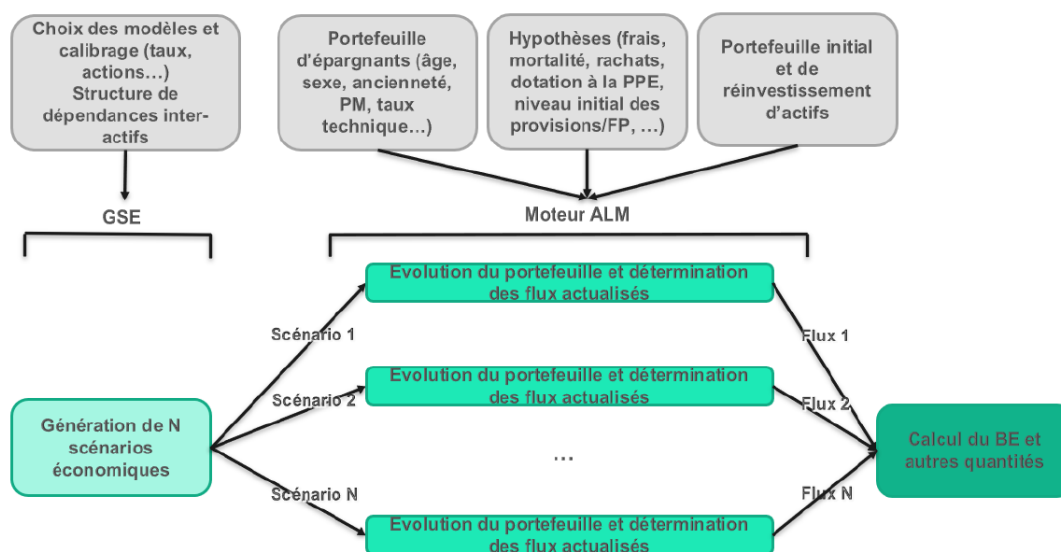 Choix des modèles et
calibrage (taux,
actions…)
Structure de
dépendances inter-
actifs
Portefeuille
d'épargnants (âge,
sexe, ancienneté,
PM, taux
technique…)
Hypothèses (frais,
mortalité, rachats,
dotation à la PPE,
niveau initial des
provisions/FP, …)
Portefeuille initial
et de
réinvestissement
d'actifs
GSE
Moteur ALM
Evolution du portefeuille et détermination
des flux actualisés
Scénario 1
Flux 1
Evolution du portefeuille et détermination
des flux actualisés
Scénario 2
Flux 2
Génération de N
scénarios
économiques
…
Calcul du BE et
autres quantités
Scénario N
Flux N
Evolution du portefeuille et détermination
des flux actualisés